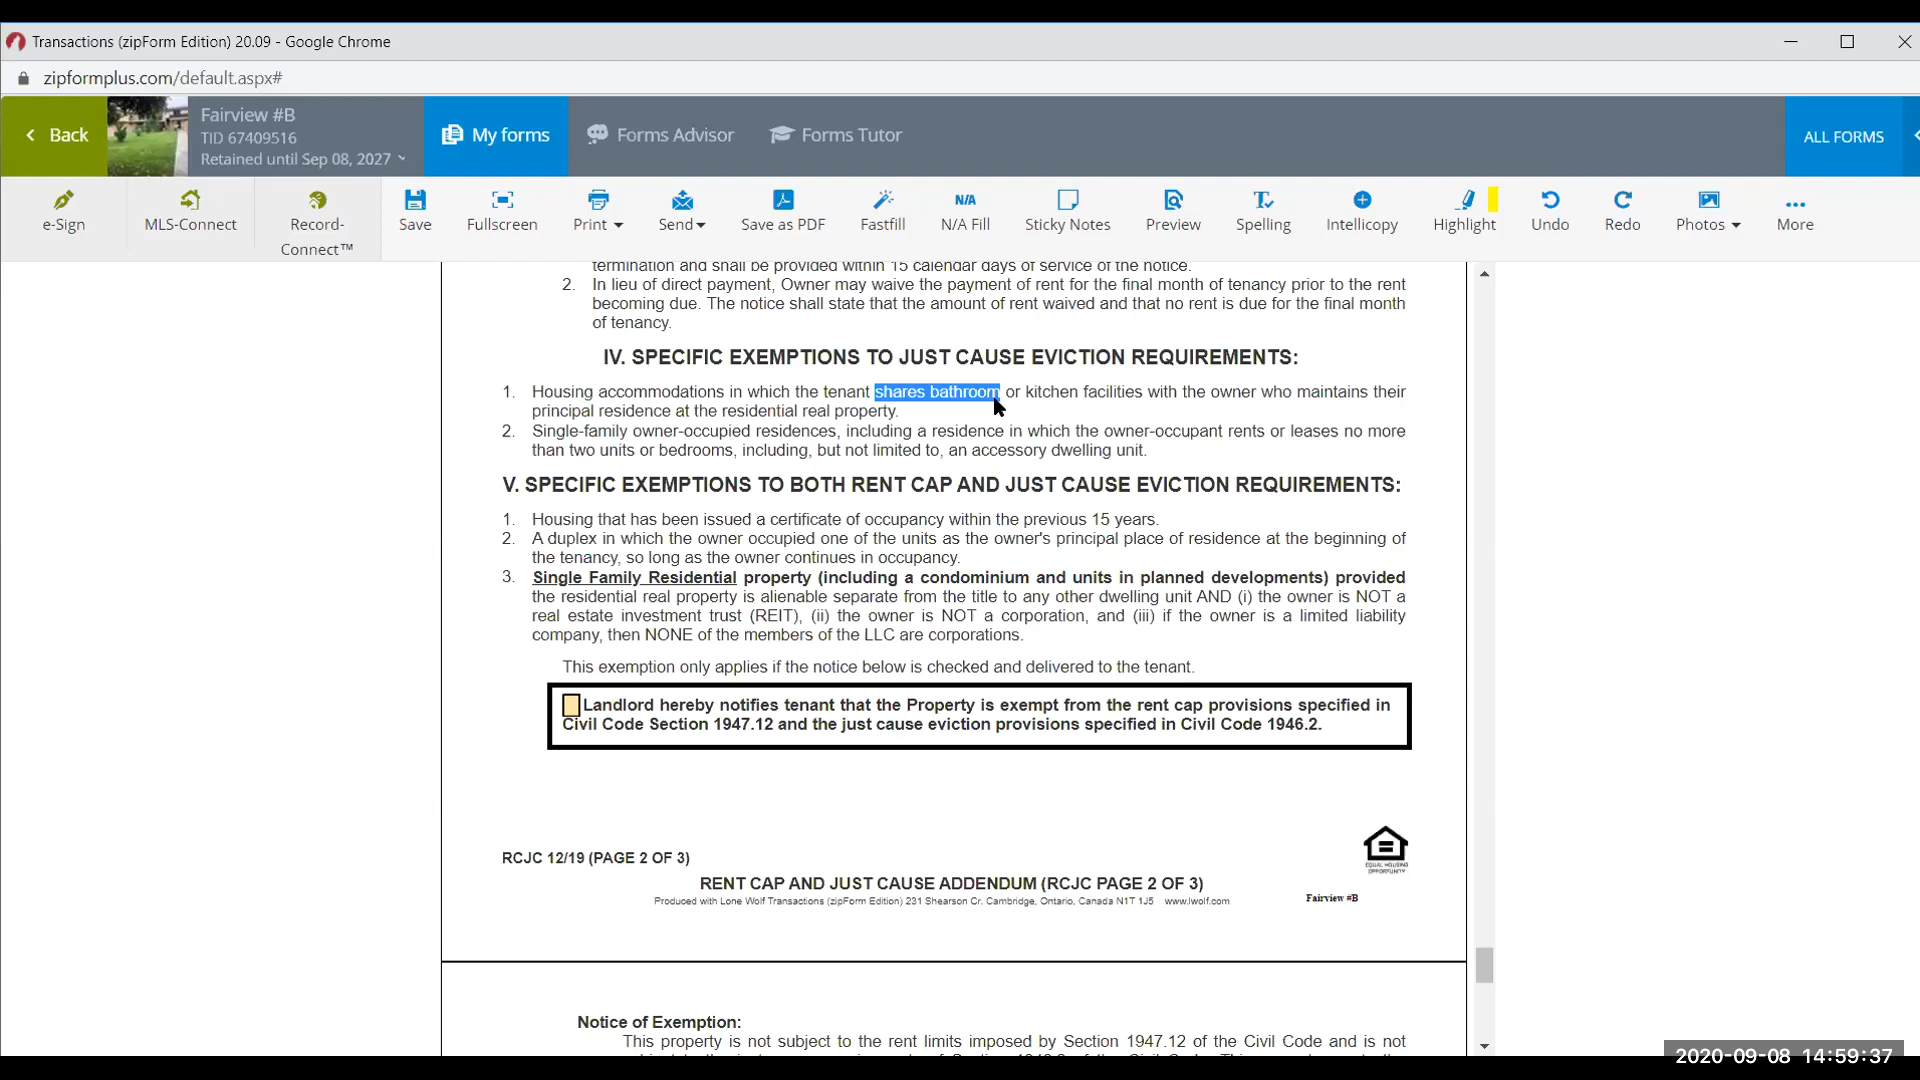 Transactions (zipForm Edition) 20.09 - Google Chrome
zipformplus.com/default.aspx#
Back
Fairview #B
TID 67409516
Retained until Sep 08, 2027
My forms
Forms Advisor
Forms Tutor
ALL FORMS
e-Sign
MLS-Connect
Record-
Connect™
Save
Fullscreen
Print
Send
Save as PDF
Fastfill
N/A
N/A Fill
Sticky Notes
Preview
Spelling
Intellicopy
Highlight
Undo
Redo
Photos
More
termination and shall be provided within 15 calendar days of service of the notice.
2. In lieu of direct payment, Owner may waive the payment of rent for the final month of tenancy prior to the rent
becoming due. The notice shall state that the amount of rent waived and that no rent is due for the final month
of tenancy.
IV. SPECIFIC EXEMPTIONS TO JUST CAUSE EVICTION REQUIREMENTS:
1. Housing accommodations in which the tenant shares bathroom or kitchen facilities with the owner who maintains their
principal residence at the residential real property.
2. Single-family owner-occupied residences, including a residence in which the owner-occupant rents or leases no more
than two units or bedrooms, including, but not limited to, an accessory dwelling unit.
V. SPECIFIC EXEMPTIONS TO BOTH RENT CAP AND JUST CAUSE EVICTION REQUIREMENTS:
1. Housing that has been issued a certificate of occupancy within the previous 15 years.
2. A duplex in which the owner occupied one of the units as the owner's principal place of residence at the beginning of
the tenancy, so long as the owner continues in occupancy.
3. Single Family Residential property (including a condominium and units in planned developments) provided
the residential real property is alienable separate from the title to any other dwelling unit AND (i) the owner is NOT a
real estate investment trust (REIT), (ii) the owner is NOT a corporation, and (iii) if the owner is a limited liability
company, then NONE of the members of the LLC are corporations.
This exemption only applies if the notice below is checked and delivered to the tenant.
Landlord hereby notifies tenant that the Property is exempt from the rent cap provisions specified in
Civil Code Section 1947.12 and the just cause eviction provisions specified in Civil Code 1946.2.
EQUAL HOUSING
OPPORTUNITY
RCJC 12/19 (PAGE 2 OF 3)
RENT CAP AND JUST CAUSE ADDENDUM (RCJC PAGE 2 OF 3)
Produced with Lone Wolf Transactions (zipForm Edition) 231 Shearson Cr. Cambridge, Ontario, Canada N1T 1J5 www.lwolf.com
Fairview #B
Notice of Exemption:
This property is not subject to the rent limits imposed by Section 1947.12 of the Civil Code and is not
2020-09-08 14:59:37